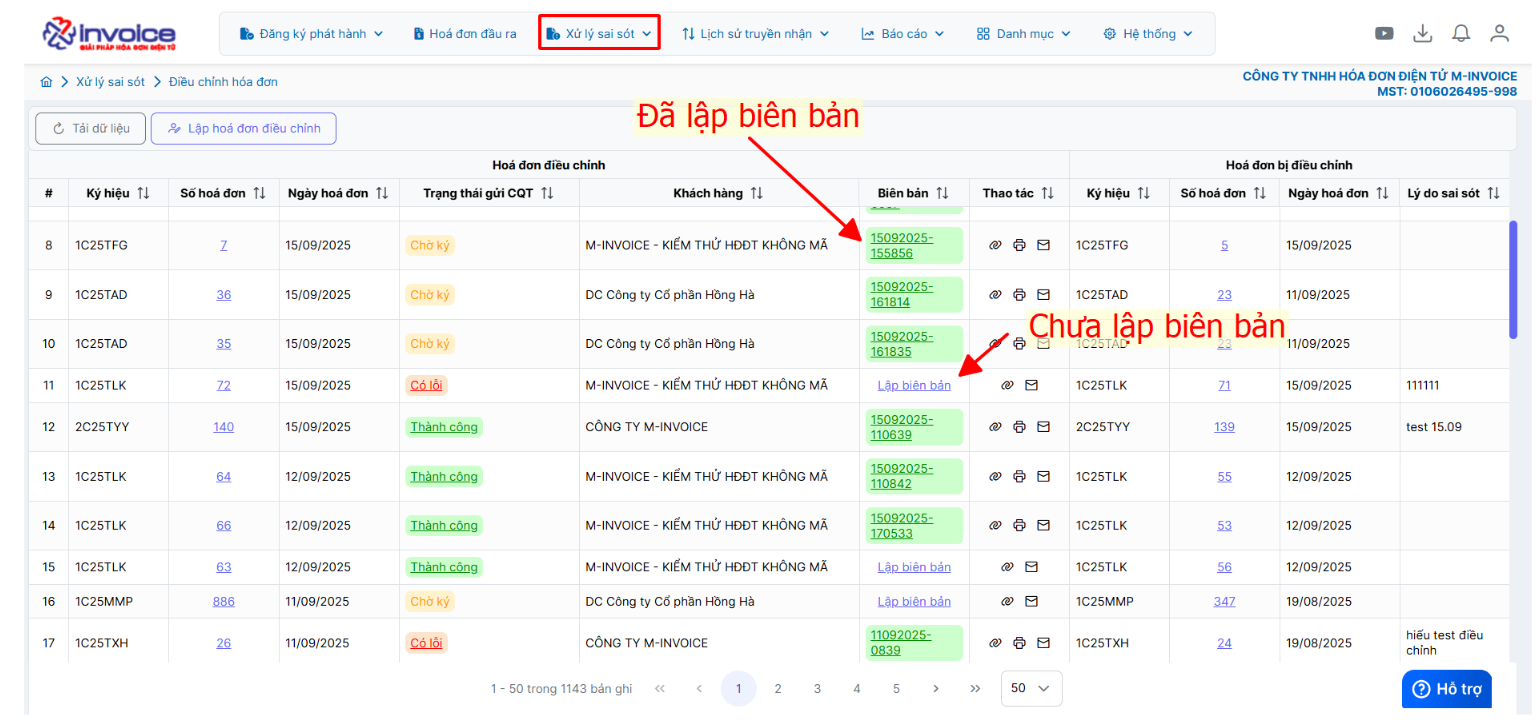 invoice
GIẢI PHÁP HÓA ĐƠN ĐIỆN TỬ
Đăng ký phát hành
Hoá đơn đầu ra
Xử lý sai sót
Lịch sử truyền nhận
Báo cáo
Danh mục
Hệ thống
Xử lý sai sót
Điều chỉnh hóa đơn
CÔNG TY TNHH HÓA ĐƠN ĐIỆN TỬ M-INVOICE
MST: 0106026495-998
Đã lập biên bản
Tải dữ liệu
Lập hoá đơn điều chỉnh
Hoá đơn điều chỉnh
Hoá đơn bị điều chỉnh
# Ký hiệu Số hoá đơn Ngày hoá đơn Trạng thái gửi CQT Khách hàng Biên bản Thao tác Ký hiệu Số hoá đơn Ngày hoá đơn Lý do sai sót
8 1C25TFG 7 15/09/2025 Chờ ký M-INVOICE - KIỂM THỬ HĐĐT KHÔNG MÃ 15092025-
155856 1C25TFG 5 15/09/2025
9 1C25TAD 36 15/09/2025 Chờ ký DC Công ty Cổ phần Hồng Hà 15092025-
161814 1C25TAD 23 11/09/2025
Chưa lập biên bản
10 1C25TAD 35 15/09/2025 Chờ ký DC Công ty Cổ phần Hồng Hà 15092025-
161835 1C25TAD 23 11/09/2025
11 1C25TLK 72 15/09/2025 Có lỗi M-INVOICE - KIỂM THỬ HĐĐT KHÔNG MÃ Lập biên bản 1C25TLK 71 15/09/2025 111111
12 2C25TYY 140 15/09/2025 Thành công CÔNG TY M-INVOICE 15092025-
110639 2C25TYY 139 15/09/2025 test 15.09
13 1C25TLK 64 12/09/2025 Thành công M-INVOICE - KIỂM THỬ HĐĐT KHÔNG MÃ 15092025-
110842 1C25TLK 55 12/09/2025
14 1C25TLK 66 12/09/2025 Thành công M-INVOICE - KIỂM THỬ HĐĐT KHÔNG MÃ 15092025-
170533 1C25TLK 53 12/09/2025
15 1C25TLK 63 12/09/2025 Thành công M-INVOICE - KIỂM THỬ HĐĐT KHÔNG MÃ Lập biên bản 1C25TLK 56 12/09/2025
16 1C25MMP 886 11/09/2025 Chờ ký DC Công ty Cổ phần Hồng Hà Lập biên bản 1C25MMP 347 19/08/2025
17 1C25TXH 26 11/09/2025 Có lỗi CÔNG TY M-INVOICE 11092025-
0839 1C25TXH 24 19/08/2025 hiếu test điều
chỉnh
1 - 50 trong 1143 bản ghi « ‹ 1 2 3 4 5 › » 50
Hỗ trợ